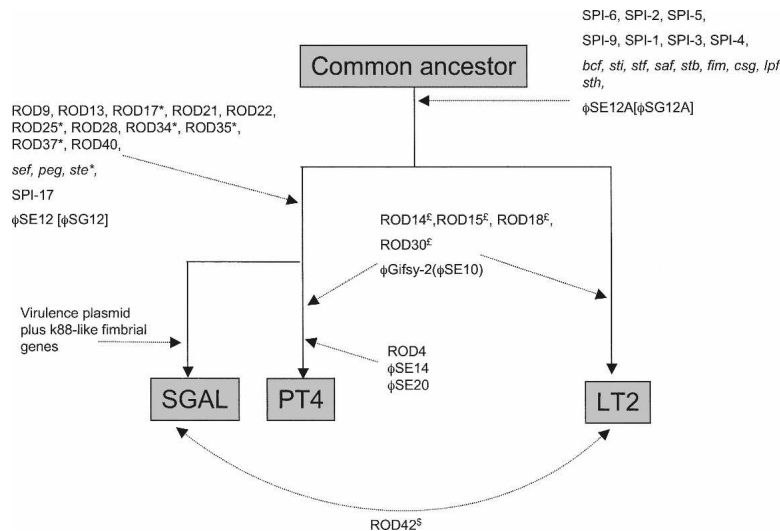 SPI-6, SPI-2, SPI-5,
SPI-9, SPI-1, SPI-3, SPI-4,
bcf, sti, stf, saf, stb, fim, csg, lpf
sth,
ϕSE12A[ϕSG12A]
Common ancestor
ROD9, ROD13, ROD17*, ROD21, ROD22,
ROD25*, ROD28, ROD34*, ROD35*,
ROD37*, ROD40,
sef, peg, ste*,
SPI-17
ϕSE12 [ϕSG12]
ROD14£,ROD15£, ROD18£,
ROD30£
ϕGifsy-2(ϕSE10)
Virulence plasmid
plus k88-like fimbrial
genes
ROD4
ϕSE14
ϕSE20
SGAL
PT4
LT2
ROD42$